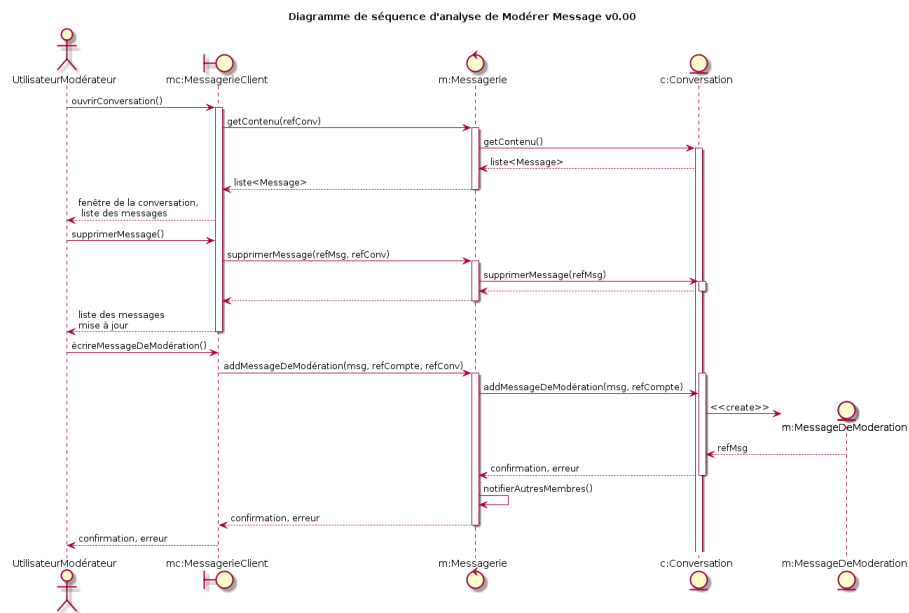 Diagramme de séquence d'analyse de Modérer Message v0.00
UtilisateurModérateur
mc:MessagerieClient
m:Messagerie
c:Conversation
ouvrirConversation()
getContenu(refConv)
getContenu()
liste<Message>
liste<Message>
fenêtre de la conversation,
liste des messages
supprimerMessage()
supprimerMessage(refMsg, refConv)
supprimerMessage(refMsg)
liste des messages
mise à jour
écrireMessageDeModération()
addMessageDeModération(msg, refCompte, refConv)
addMessageDeModération(msg, refCompte)
<<create>>
m:MessageDeModeration
refMsg
confirmation, erreur
notifierAutresMembres()
confirmation, erreur
confirmation, erreur
UtilisateurModérateur
mc:MessagerieClient
m:Messagerie
c:Conversation
m:MessageDeModeration